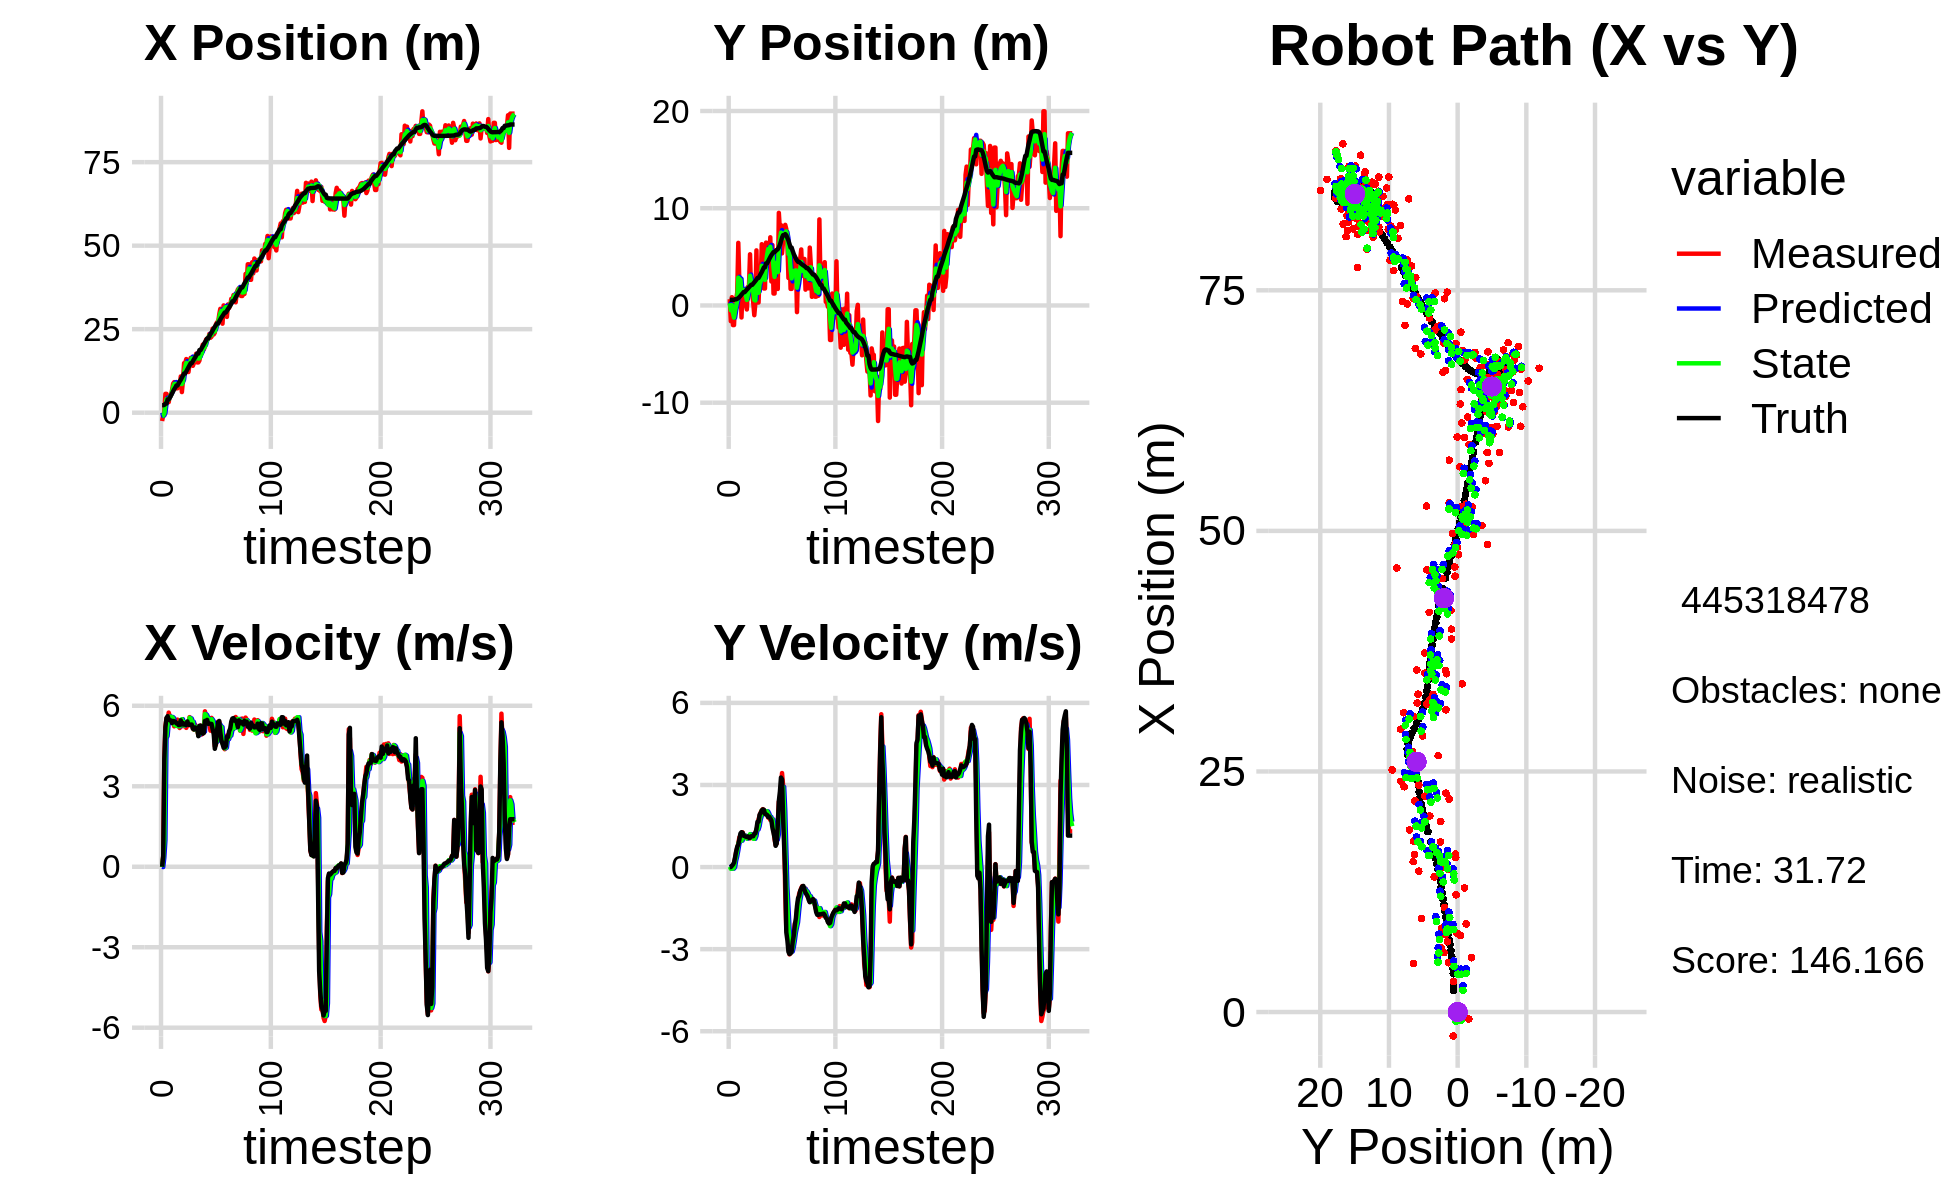 X Position (m)
75
50
25
0
0
100
200
300
timestep
Y Position (m)
20
10
0
-10
0
100
200
300
timestep
X Velocity (m/s)
6
3
0
-3
-6
0
100
200
300
timestep
Y Velocity (m/s)
6
3
0
-3
-6
0
100
200
300
timestep
Robot Path (X vs Y)
X Position (m)
75
50
25
0
20 10 0 -10 -20
Y Position (m)
variable
Measured
Predicted
State
Truth
445318478
Obstacles: none
Noise: realistic
Time: 31.72
Score: 146.166